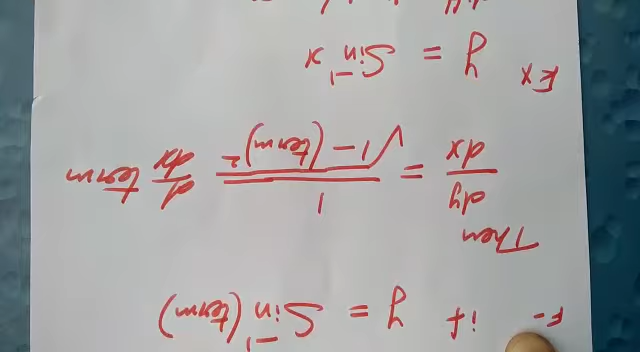 F- if y = Sin⁻¹ (term)
Then
dy/dx = 1/√1-(term)² d/dx term
Ex y = Sin⁻¹ x